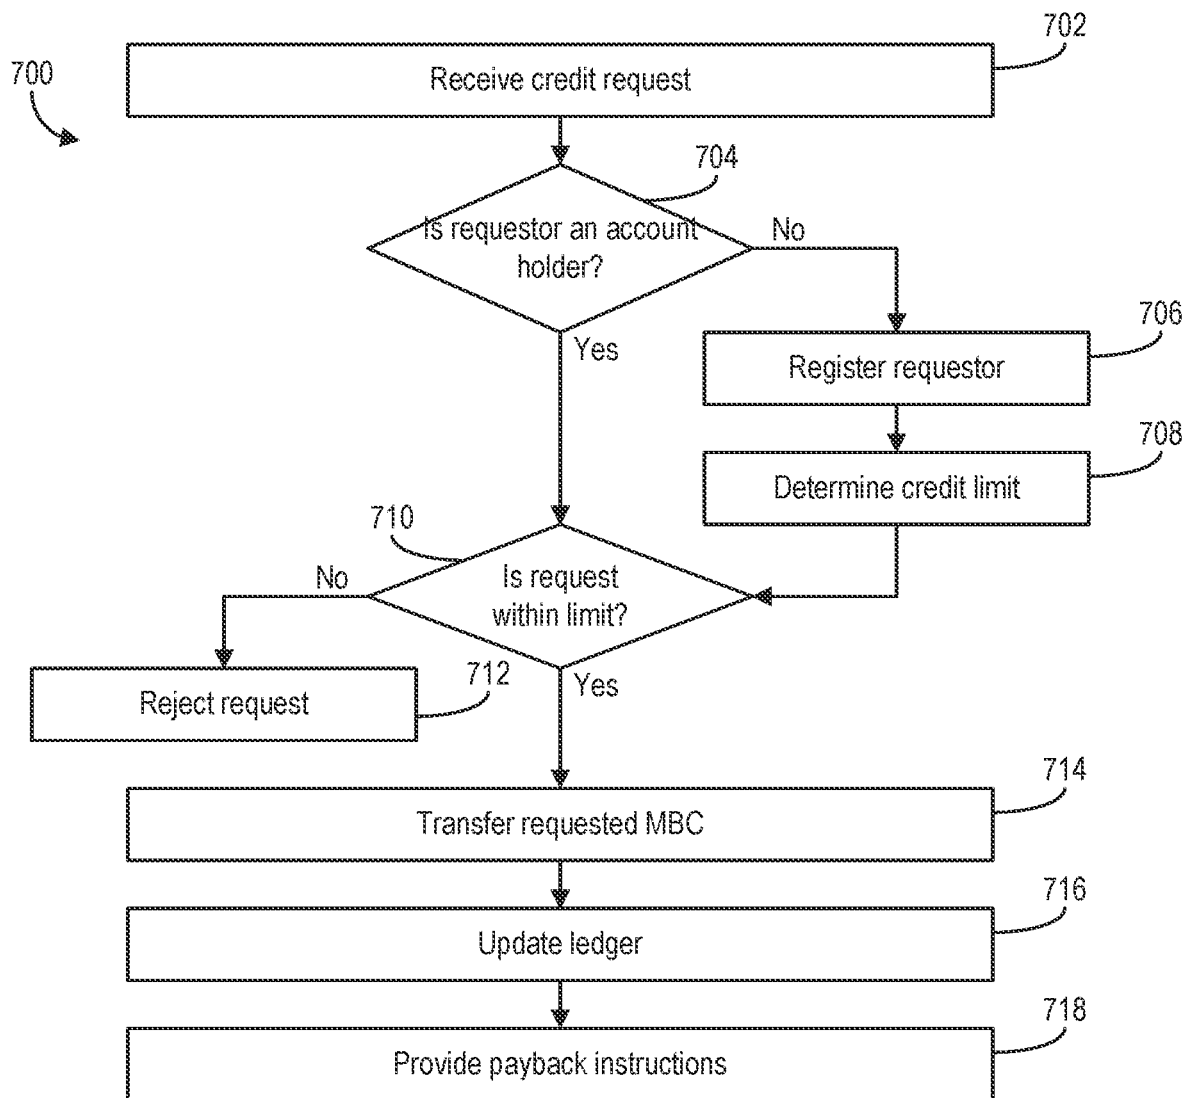 702
Receive credit request
700
704
Is requestor an account
holder?
No
Yes
706
Register requestor
708
Determine credit limit
710
Is request
within limit?
No
Yes
712
Reject request
714
Transfer requested MBC
716
Update ledger
718
Provide payback instructions